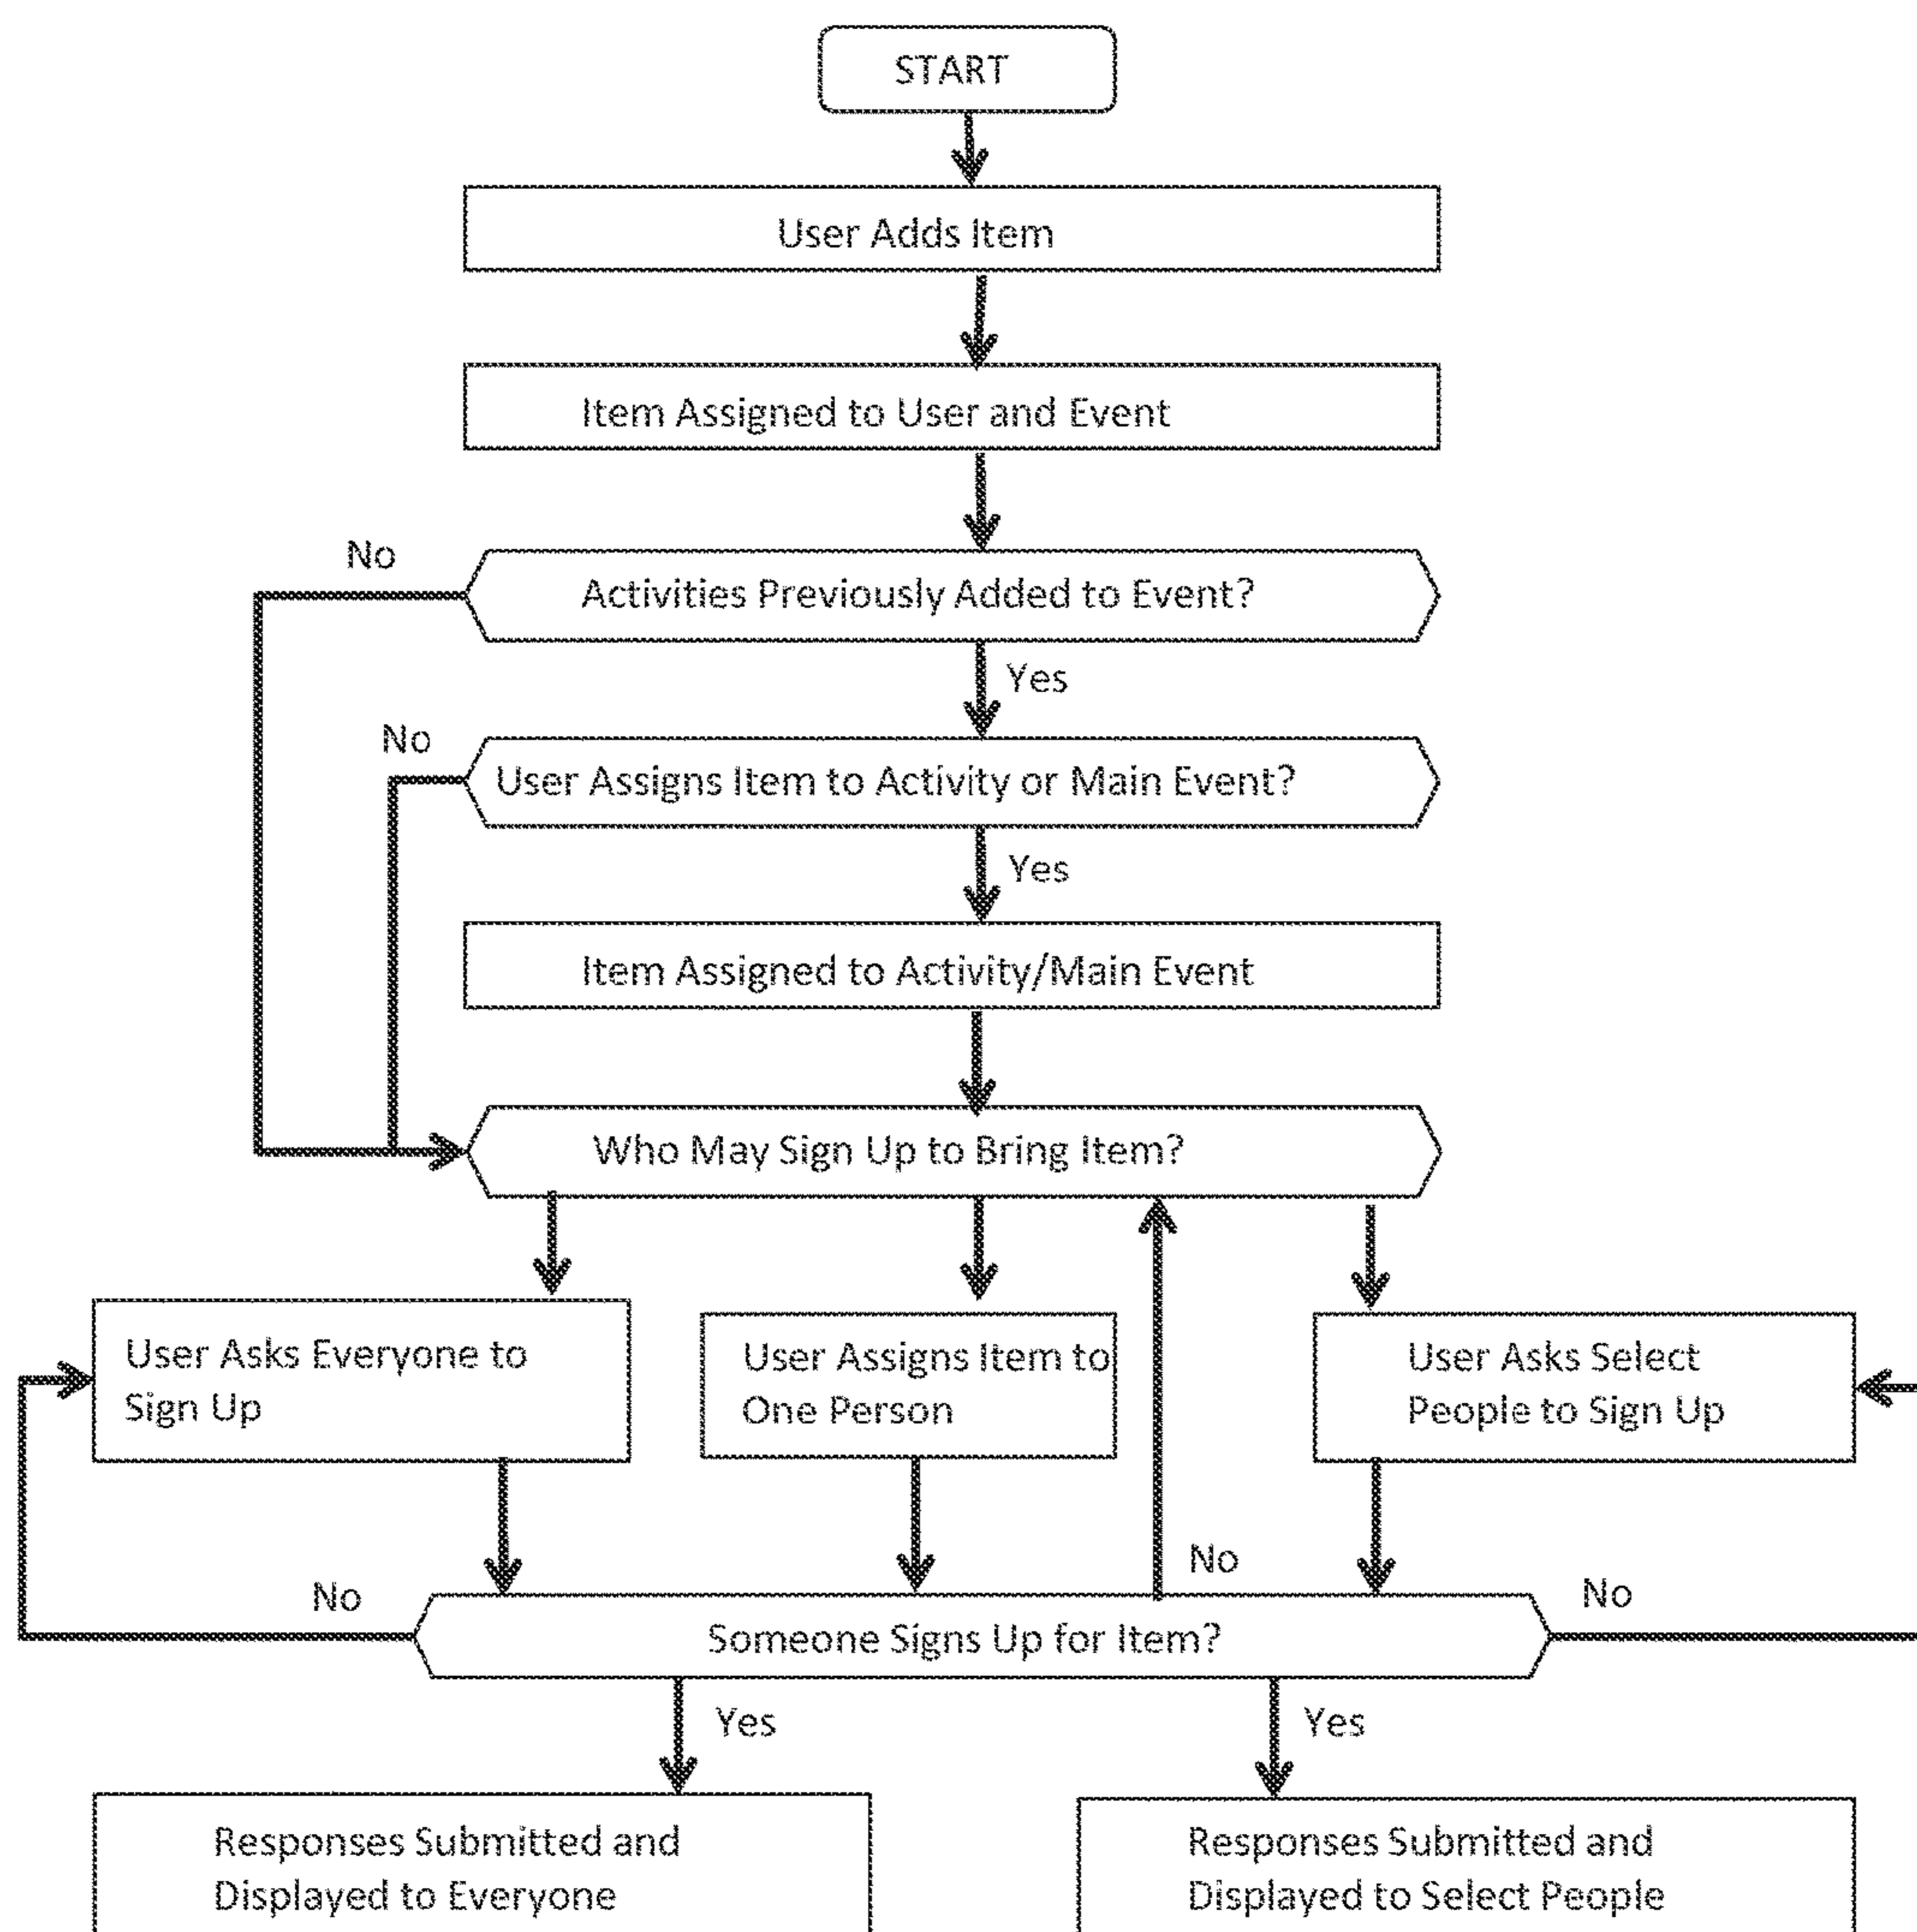 START
User Adds Item
Item Assigned to User and Event
No
Activities Previously Added to Event?
Yes
No
User Assigns Item to Activity or Main Event?
Yes
Item Assigned to Activity/Main Event
Who May Sign Up to Bring Item?
User Asks Everyone to
Sign Up
User Assigns Item to
One Person
User Asks Select
People to Sign Up
No
No
No
Someone Signs Up for Item?
Yes
Yes
Responses Submitted and
Displayed to Everyone
Responses Submitted and
Displayed to Select People